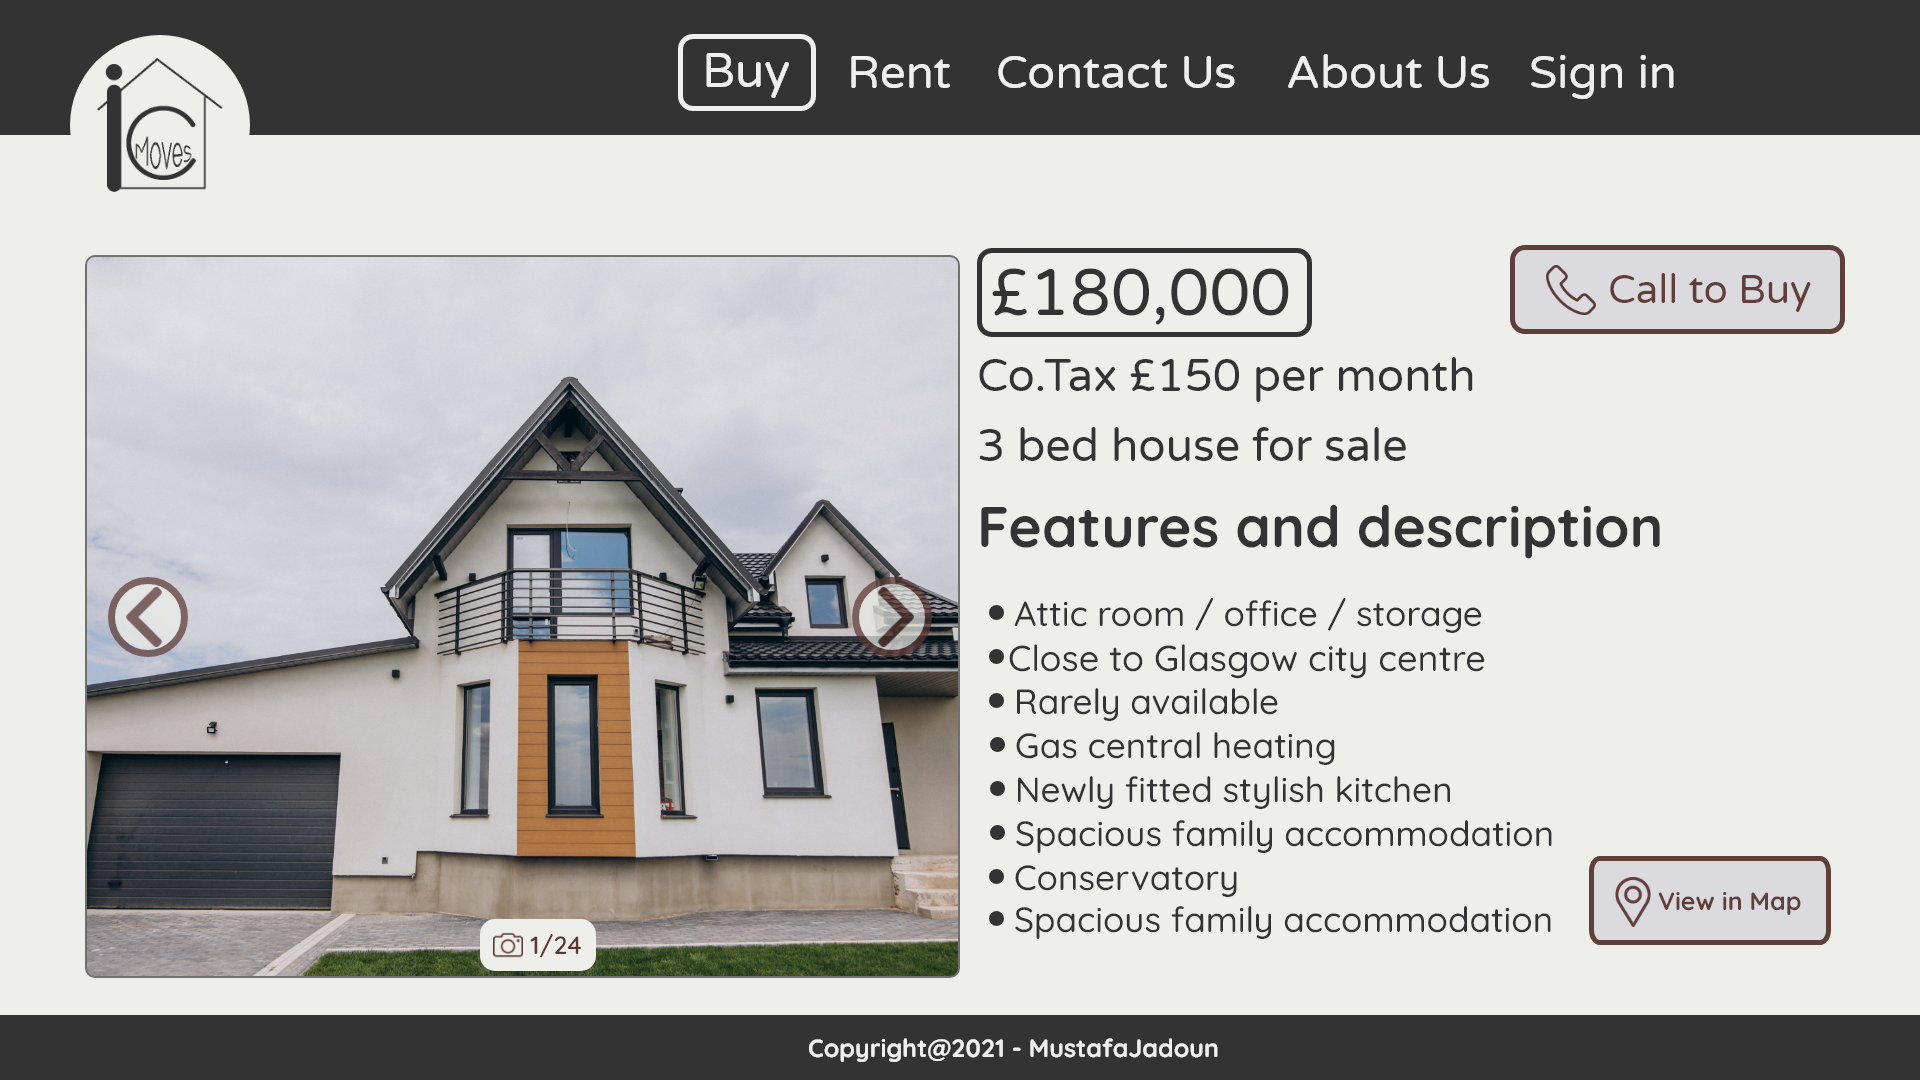 Buy Rent Contact Us About Us Sign in
ic
Moves
£180,000
Call to Buy
Co.Tax £150 per month
3 bed house for sale
Features and description
• Attic room / office / storage
•Close to Glasgow city centre
• Rarely available
• Gas central heating
• Newly fitted stylish kitchen
• Spacious family accommodation
• Conservatory
• Spacious family accommodation
View in Map
1/24
Copyright@2021 - MustafaJadoun